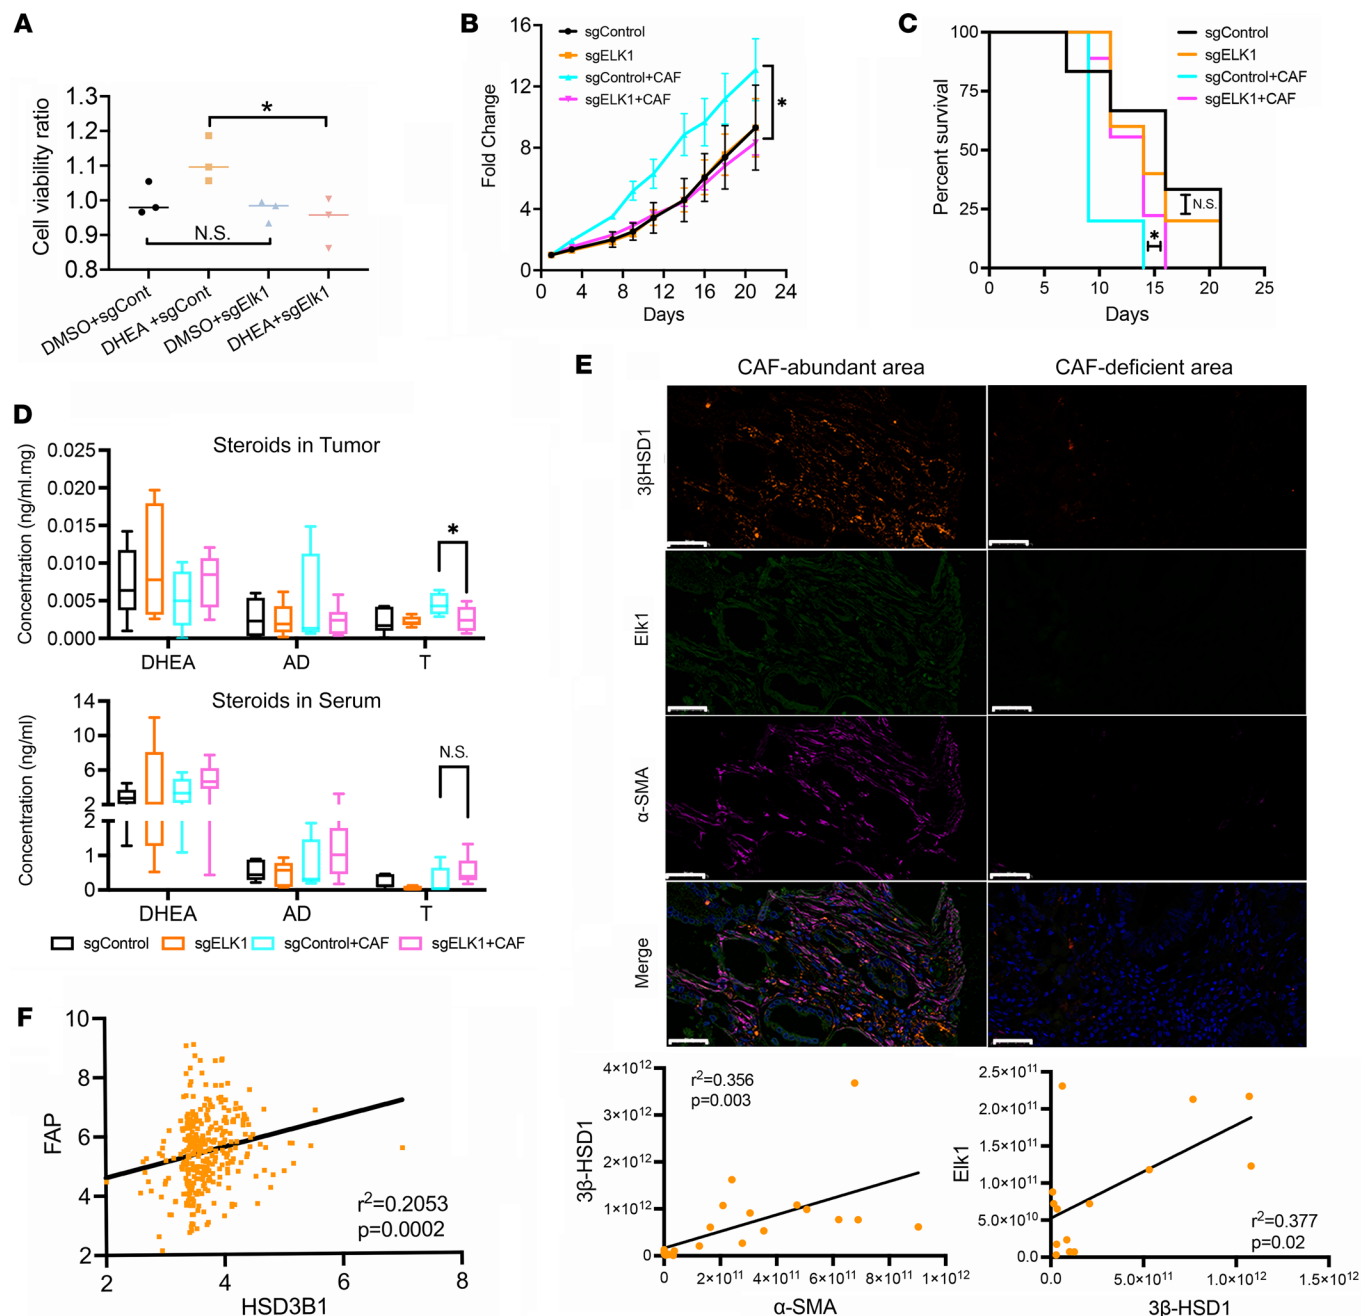 A
1.3
1.2
1.1
1.0
0.9
0.8
Cell viability ratio
*
N.S.
DMSO+sgCont
DHEA +sgCont
DMSO+sgElk1
DHEA+sgElk1
B
16
12
8
4
0
Fold Change
sgControl
sgELK1
sgControl+CAF
sgELK1+CAF
*
0 4 8 12 16 20 24
Days
C
100
75
50
25
0
Percent survival
sgControl
sgELK1
sgControl+CAF
sgELK1+CAF
N.S.
*
0 5 10 15 20 25
Days
D
Steroids in Tumor
0.025
0.020
0.015
0.010
0.005
0.000
Concentration (ng/ml.mg)
*
DHEA AD T
Steroids in Serum
14
10
6
2
2
1
0
Concentration (ng/ml)
N.S.
DHEA AD T
sgControl sgELK1 sgControl+CAF sgELK1+CAF
E
CAF-abundant area CAF-deficient area
3βHSD1
Elk1
α-SMA
Merge
4×10¹²
3×10¹²
2×10¹²
1×10¹²
0
3β-HSD1
r²=0.356
p=0.003
0 2×10¹¹ 4×10¹¹ 6×10¹¹ 8×10¹¹ 1×10¹²
α-SMA
2.5×10¹¹
2.0×10¹¹
1.5×10¹¹
1.0×10¹¹
5.0×10¹⁰
0.0
Elk1
r²=0.377
p=0.02
0.0 5.0×10¹¹ 1.0×10¹² 1.5×10¹²
3β-HSD1
F
10
8
6
4
2
FAP
r²=0.2053
p=0.0002
2 4 6 8
HSD3B1